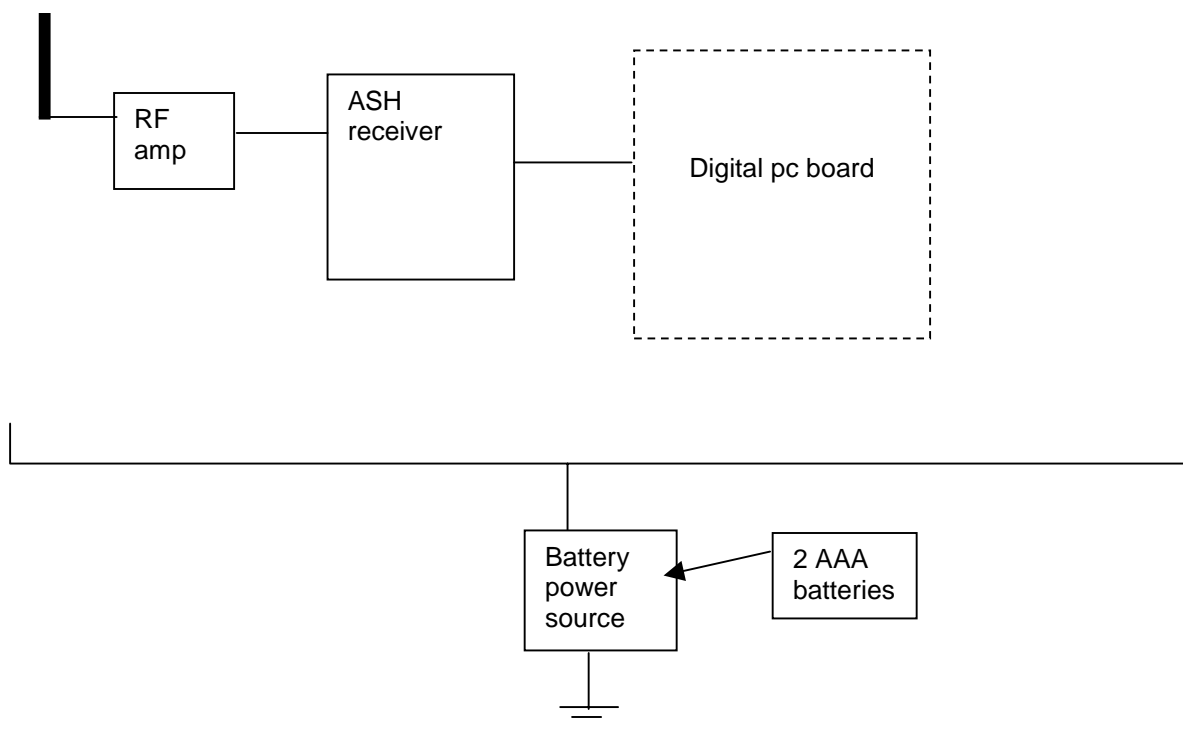 RF
amp
ASH
receiver
Digital pc board
Battery
power
source
2 AAA
batteries